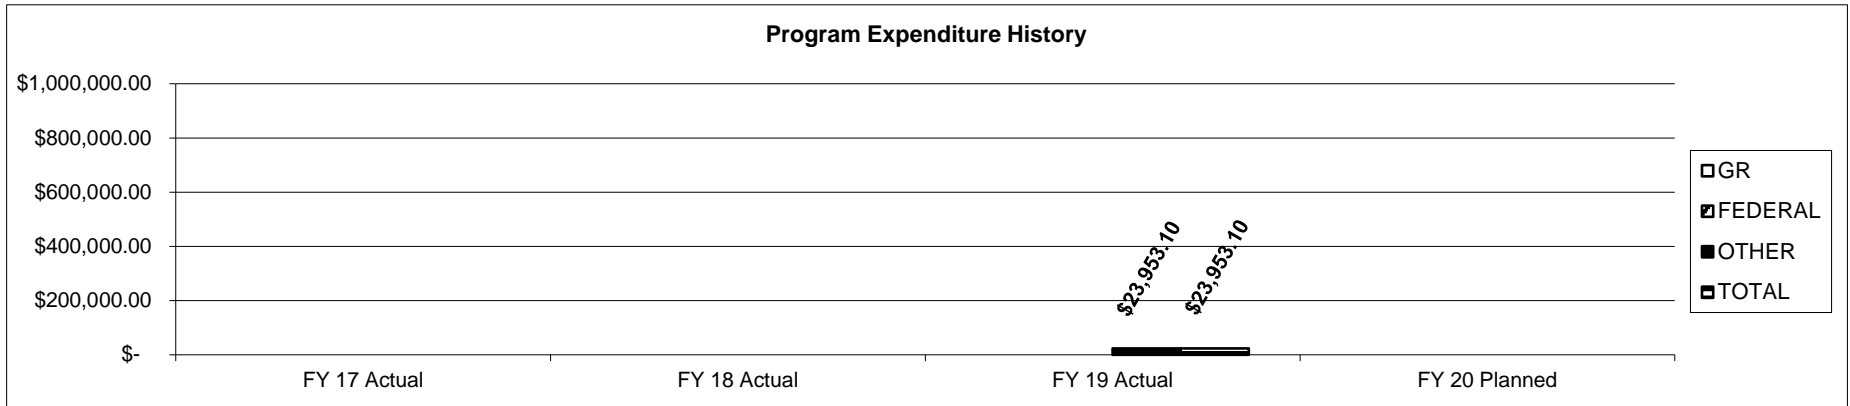 Program Expenditure History
$1,000,000.00
$800,000.00
$600,000.00
$400,000.00
$200,000.00
$-
$23,953.10
$23,953.10
FY 17 Actual
FY 18 Actual
FY 19 Actual
FY 20 Planned
GR
FEDERAL
OTHER
TOTAL